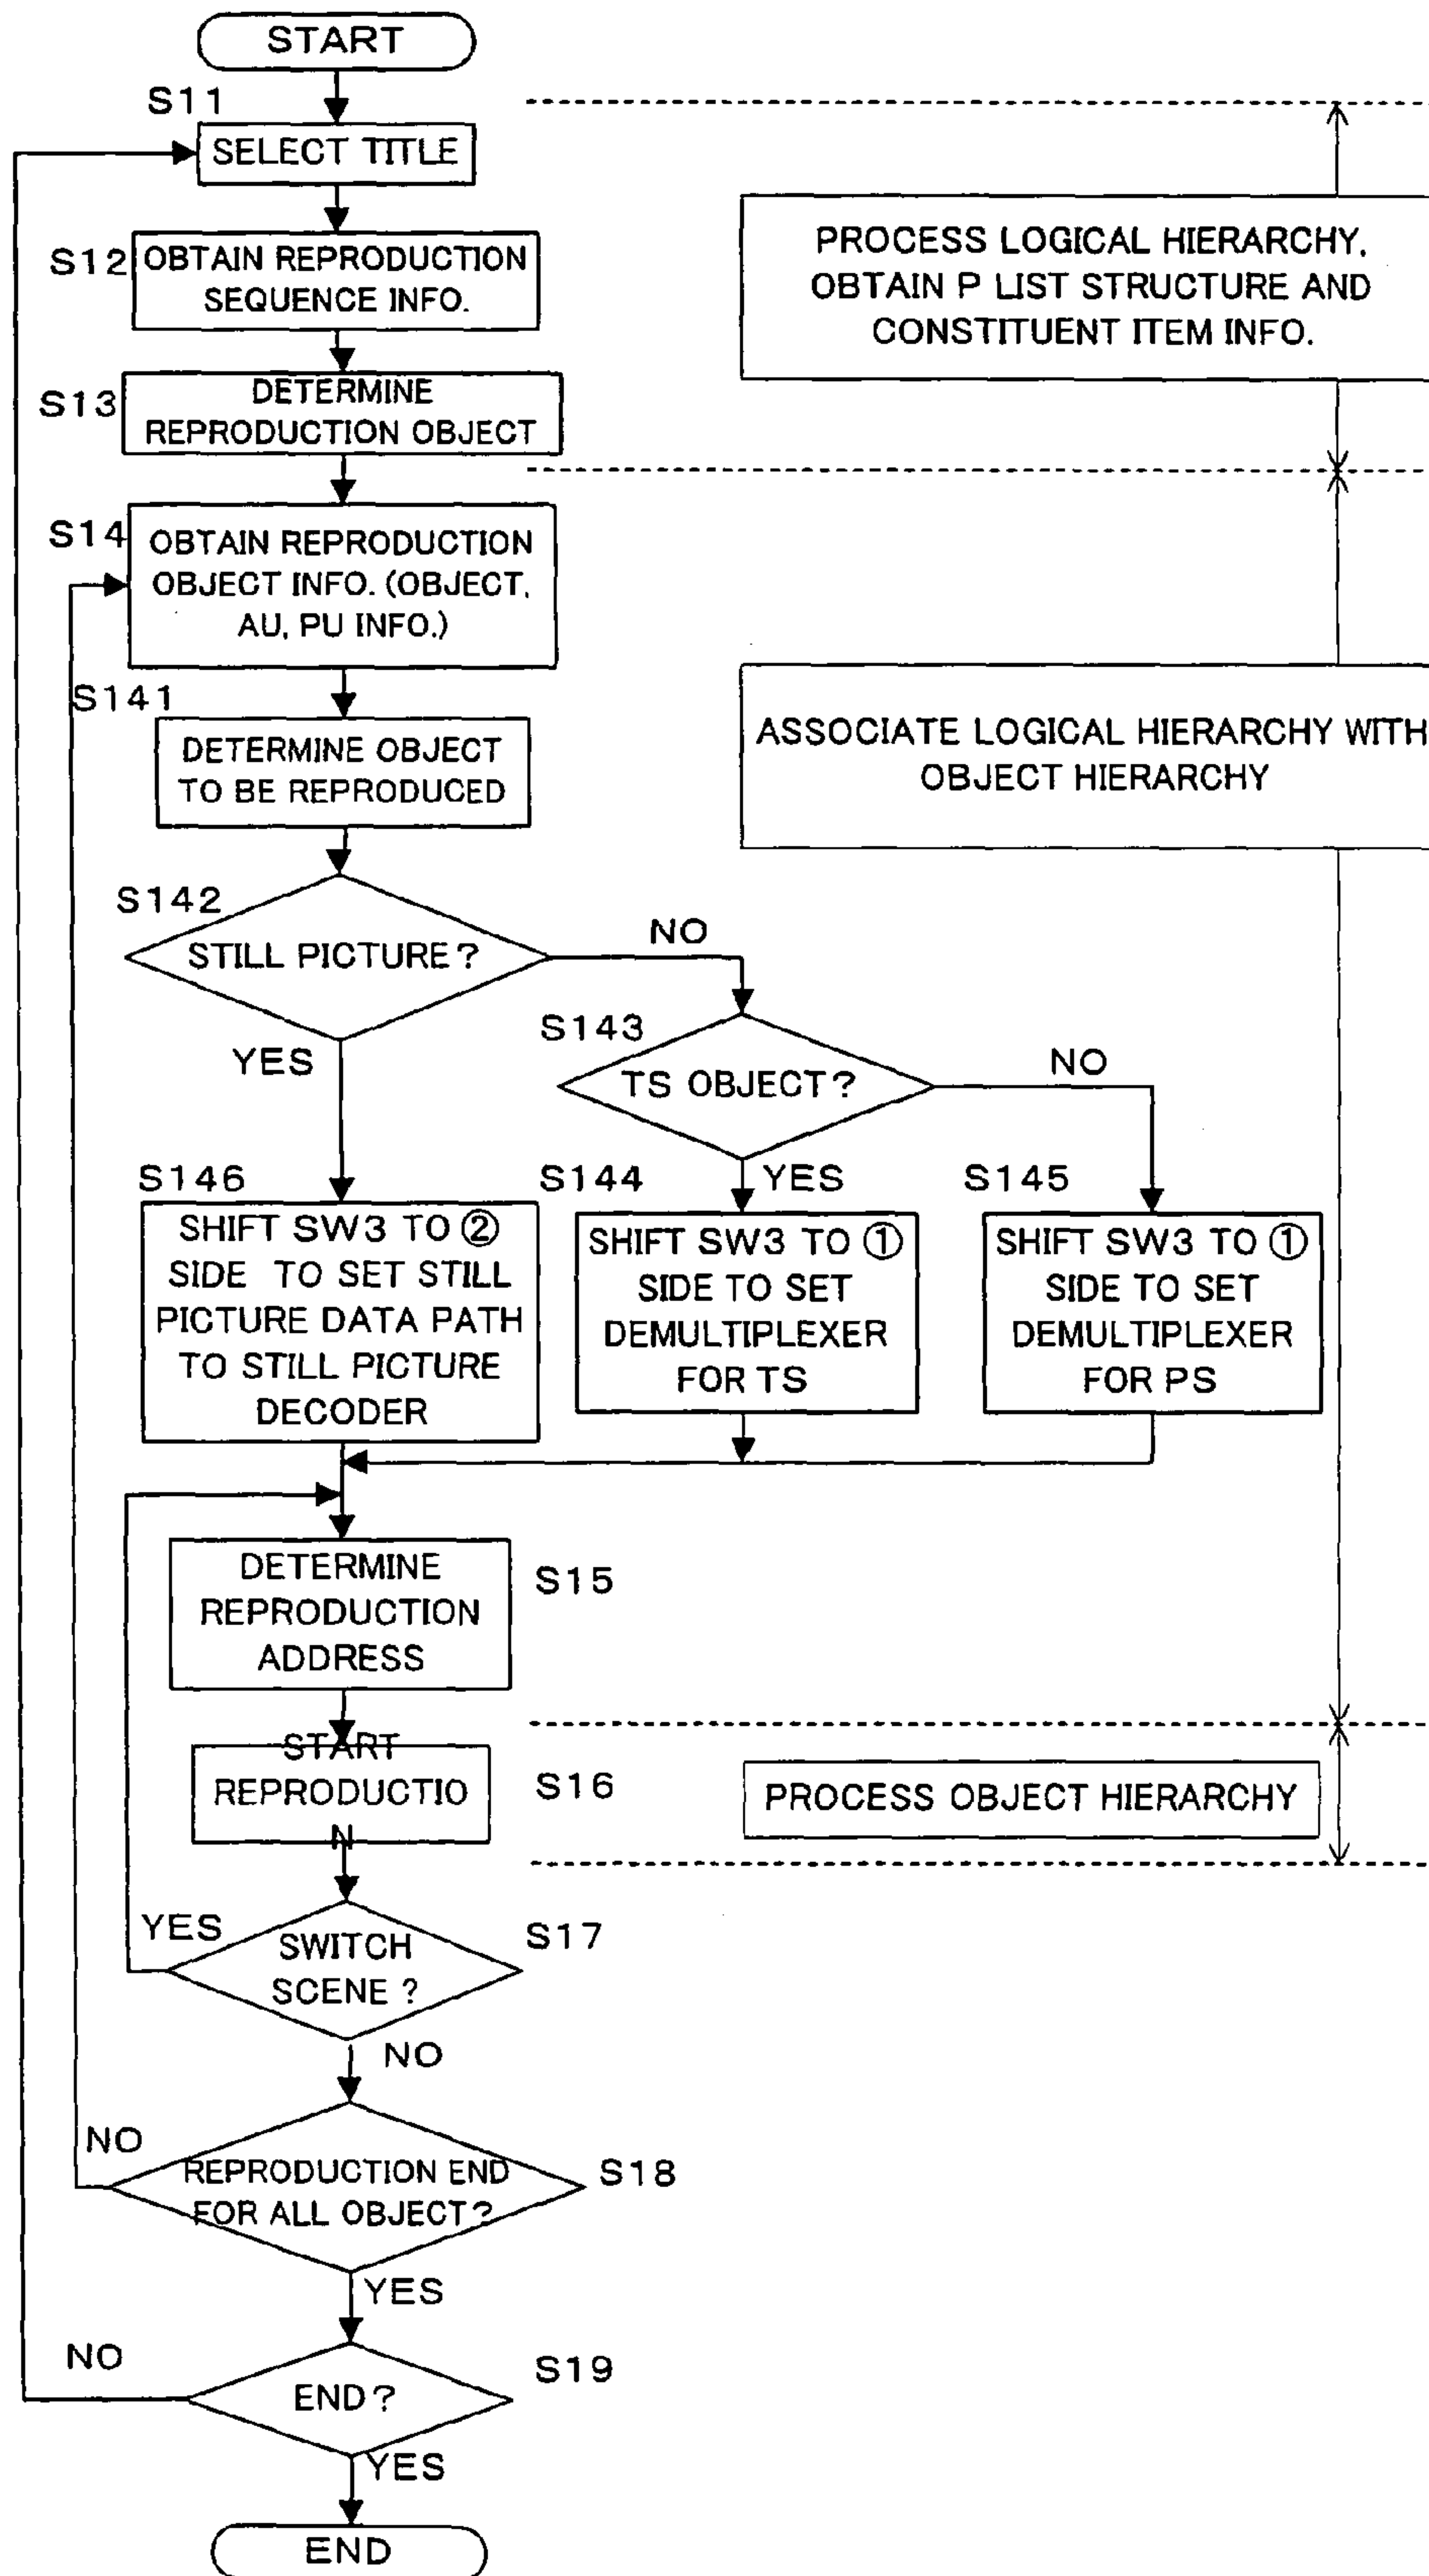 START
S11
SELECT TITLE
S12
OBTAIN REPRODUCTION
SEQUENCE INFO.
PROCESS LOGICAL HIERARCHY,
OBTAIN P LIST STRUCTURE AND
CONSTITUENT ITEM INFO.
S13
DETERMINE
REPRODUCTION OBJECT
S14
OBTAIN REPRODUCTION
OBJECT INFO. (OBJECT,
AU, PU INFO.)
S141
DETERMINE OBJECT
TO BE REPRODUCED
ASSOCIATE LOGICAL HIERARCHY WITH
OBJECT HIERARCHY
S142
STILL PICTURE?
NO
YES
S143
TS OBJECT?
NO
YES
S146
SHIFT SW3 TO ②
SIDE TO SET STILL
PICTURE DATA PATH
TO STILL PICTURE
DECODER
S144
SHIFT SW3 TO ①
SIDE TO SET
DEMULTIPLEXER
FOR TS
S145
SHIFT SW3 TO ①
SIDE TO SET
DEMULTIPLEXER
FOR PS
DETERMINE
REPRODUCTION
ADDRESS
S15
START
REPRODUCTIO
N
S16
PROCESS OBJECT HIERARCHY
YES
SWITCH
SCENE ?
S17
NO
NO
REPRODUCTION END
FOR ALL OBJECT?
S18
YES
NO
END?
S19
YES
END